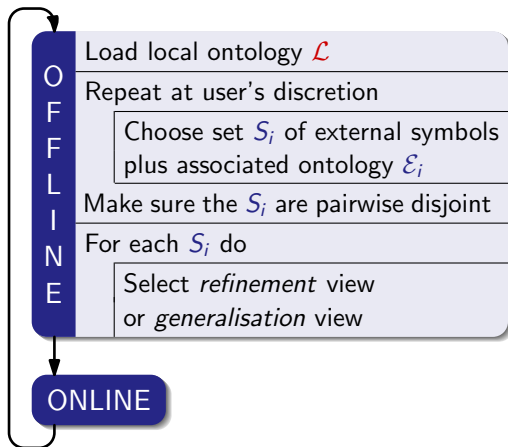 OFFLINE
Load local ontology ℒ
Repeat at user's discretion
Choose set Sᵢ of external symbols
plus associated ontology ℰᵢ
Make sure the Sᵢ are pairwise disjoint
For each Sᵢ do
Select refinement view
or generalisation view
ONLINE